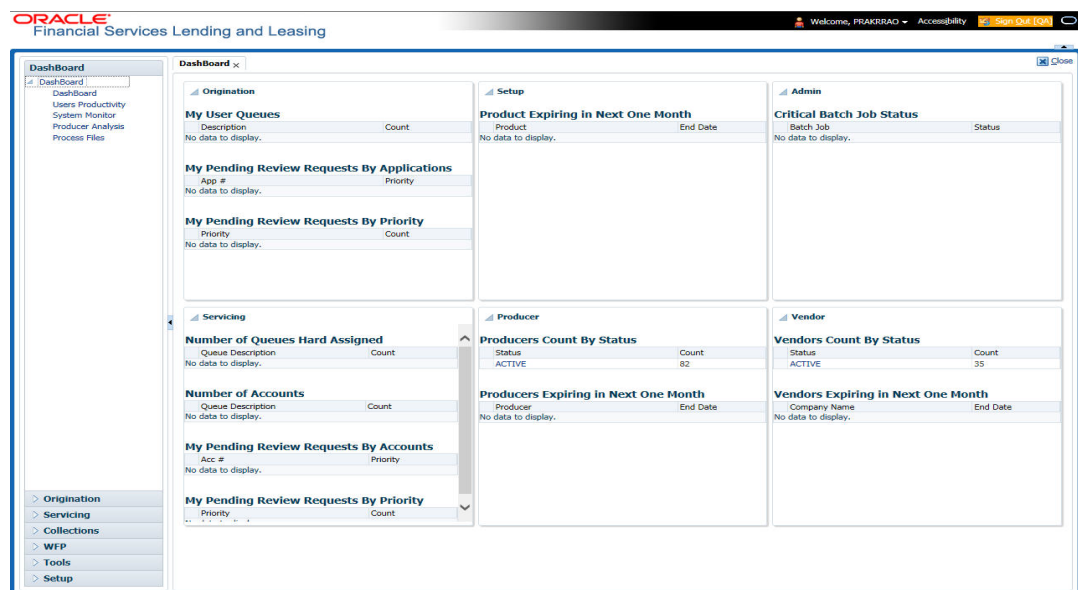 ORACLE
Financial Services Lending and Leasing
Welcome, PRAKRRAO Accessibility Sign Out [QA]
DashBoard
DashBoard
DashBoard
Users Productivity
System Monitor
Producer Analysis
Process Files
Origination
Servicing
Collections
WFP
Tools
Setup
DashBoard
Close
Origination
My User Queues
Description Count
No data to display.
My Pending Review Requests By Applications
App # Priority
No data to display.
My Pending Review Requests By Priority
Priority Count
No data to display.
Setup
Product Expiring in Next One Month
Product End Date
No data to display.
Admin
Critical Batch Job Status
Batch Job Status
No data to display.
Servicing
Number of Queues Hard Assigned
Queue Description Count
No data to display.
Number of Accounts
Queue Description Count
No data to display.
My Pending Review Requests By Accounts
Acc # Priority
No data to display.
My Pending Review Requests By Priority
Priority Count
Producer
Producers Count By Status
Status Count
ACTIVE 82
Producers Expiring in Next One Month
Producer End Date
No data to display.
Vendor
Vendors Count By Status
Status Count
ACTIVE 35
Vendors Expiring in Next One Month
Company Name End Date
No data to display.